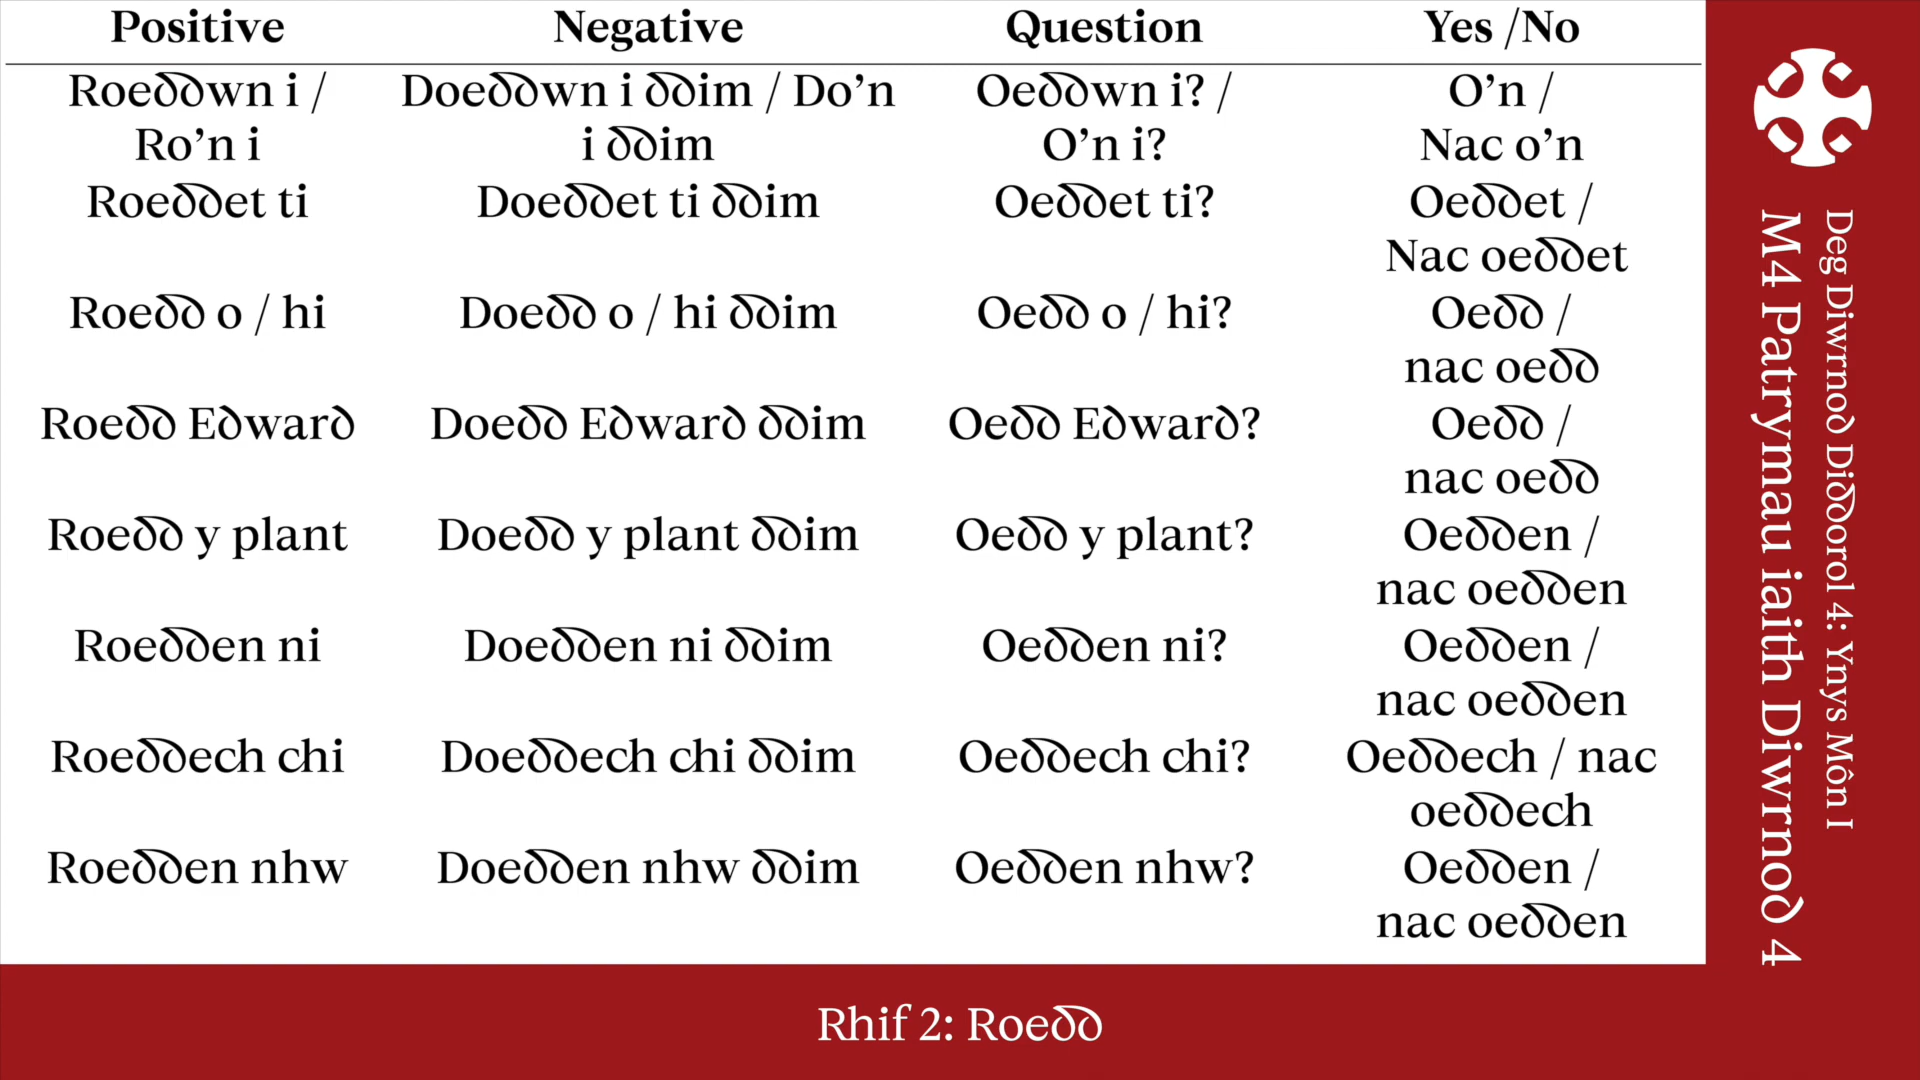 Positive Negative Question Yes /No
Roeddwn i / Doeddwn i ddim / Do’n Oeddwn i? / O’n /
Ro’n i i ddim O’n i? Nac o’n
Roeddet ti Doeddet ti ddim Oeddet ti? Oeddet /
Nac oeddet
Roedd o / hi Doedd o / hi ddim Oedd o / hi? Oedd /
nac oedd
Roedd Edward Doedd Edward ddim Oedd Edward? Oedd /
nac oedd
Roedd y plant Doedd y plant ddim Oedd y plant? Oedden /
nac oedden
Roedden ni Doedden ni ddim Oedden ni? Oedden /
nac oedden
Roeddech chi Doeddech chi ddim Oeddech chi? Oeddech / nac
oeddech
Roedden nhw Doedden nhw ddim Oedden nhw? Oedden /
nac oedden
Deg Diwrnod Diddorol 4: Ynys Môn I
M4 Patrymau iaith Diwrnod 4
Rhif 2: Roedd